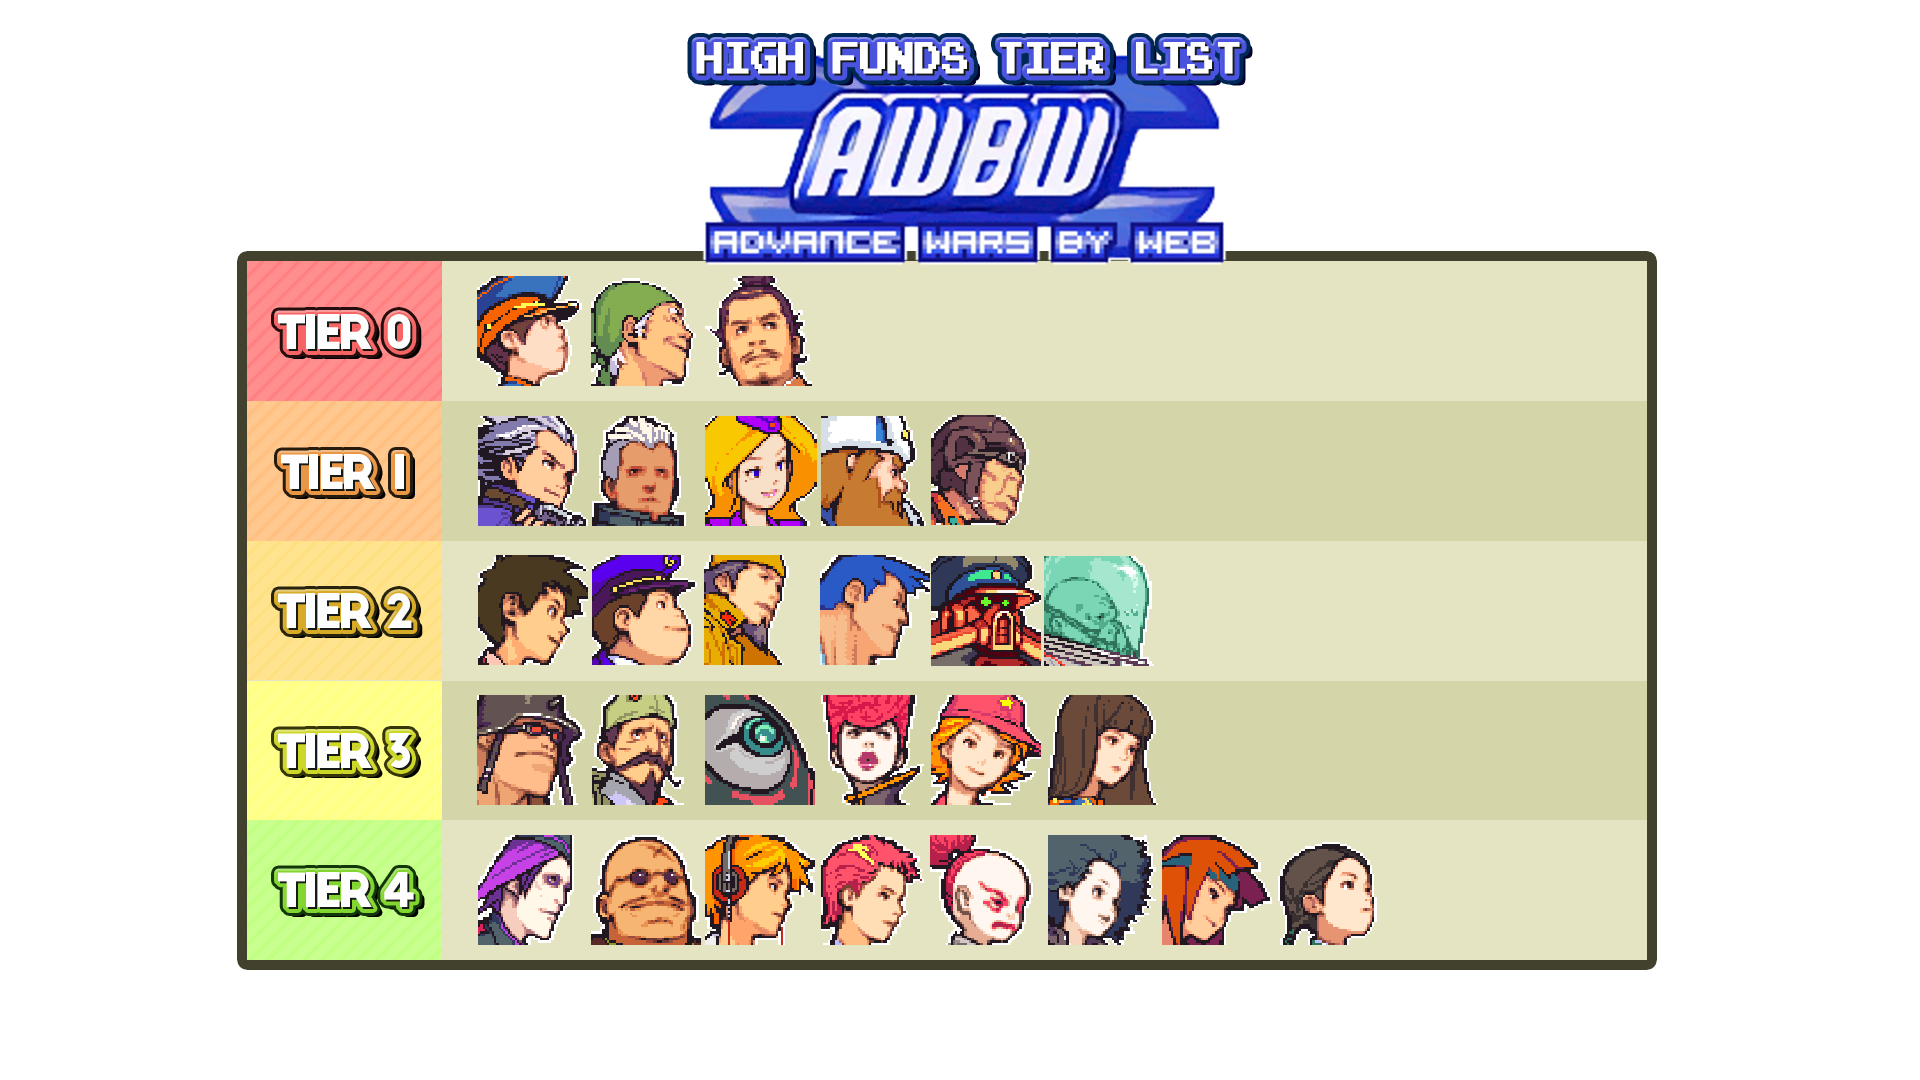 HIGH FUNDS TIER LIST
AWBW
ADVANCE WARS BY WEB
TIER 0
TIER 1
TIER 2
TIER 3
TIER 4